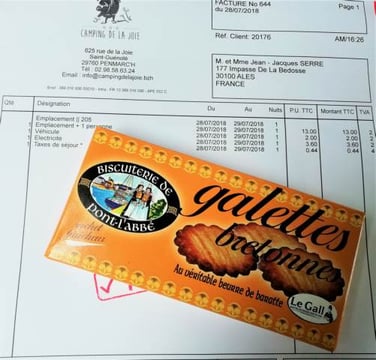 FACTURE No 644
du 28/07/2018
Page 1
CAMPING DE LA JOIE
Réf. Client: 20176
AM/16/26
625 rue de la Joie
Saint-Guénolé
29760 PENMARC'H
Tél : 02 98 58 63 24
Email : info@campingdelajoie.bzh
M. et Mme Jean - Jacques SERRE
177 Impasse De La Bedosse
30100 ALES
FRANCE
Qté Désignation Du Au Nuits P.U. TTC Montant TTC TVA
1 Emplacement || 205
1 Emplacement + 1 personne 28/07/2018 29/07/2018 1 13.00 13.00
1 Véhicule 28/07/2018 29/07/2018 1 2.00 2.00
1 Electricité 28/07/2018 29/07/2018 1 3.60 3.60
1 Taxes de séjour * 28/07/2018 29/07/2018 1 0.44 0.44
BISCUITERIE DE
PONT-L'ABBÉ
galettes
bretonnes
Au véritable beurre de baratte
Le Gall